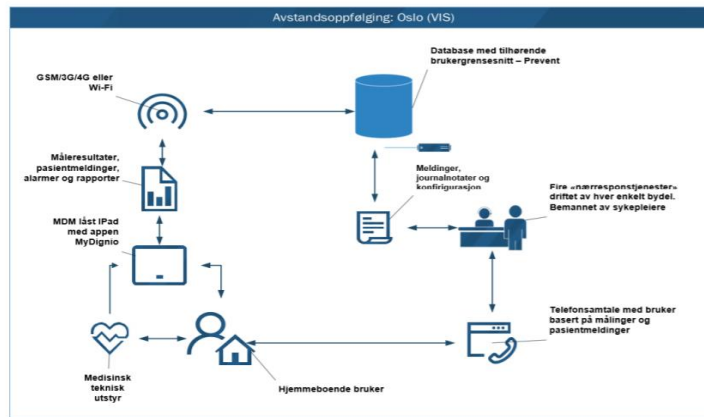 Avstandsoppfølging: Oslo (VIS)
GSM/3G/4G eller
Wi-Fi
Database med tilhørende
brukergrensesnitt – Prevent
Måleresultater,
pasientmeldinger,
alarmer og rapporter
Meldinger,
journalnotater og
konfirigurasjon
Fire «nærresponstjenester»
driftet av hver enkelt bydel.
Bemannet av sykepleiere
MDM låst IPad
med appen
MyDignio
Telefonsamtale med bruker
basert på målinger og
pasientmeldinger
Medisinsk
teknisk
utstyr
Hjemmeboende bruker